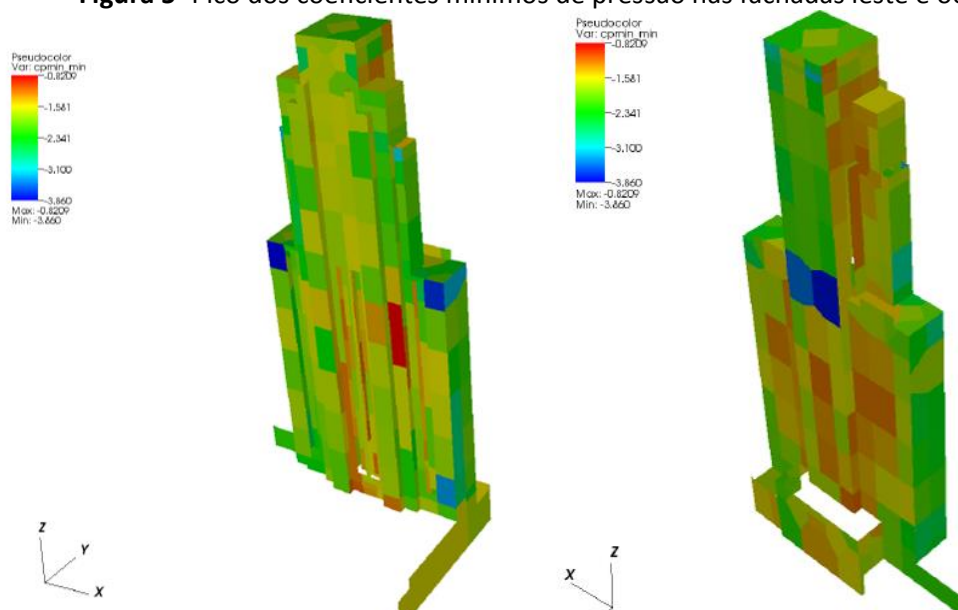 Figura 5- Pico dos coeficientes mínimos de pressão nas fachadas leste e
Pseudocolor
Var: cpmin_min
-0.8209
-1.581
-2.341
-3.100
-3.860
Max: -0.8209
Min: -3.860
Z
Y
X
Pseudocolor
Var: cpmin_min
-0.8209
-1.581
-2.341
-3.100
-3.860
Max: -0.8209
Min: -3.860
Z
X